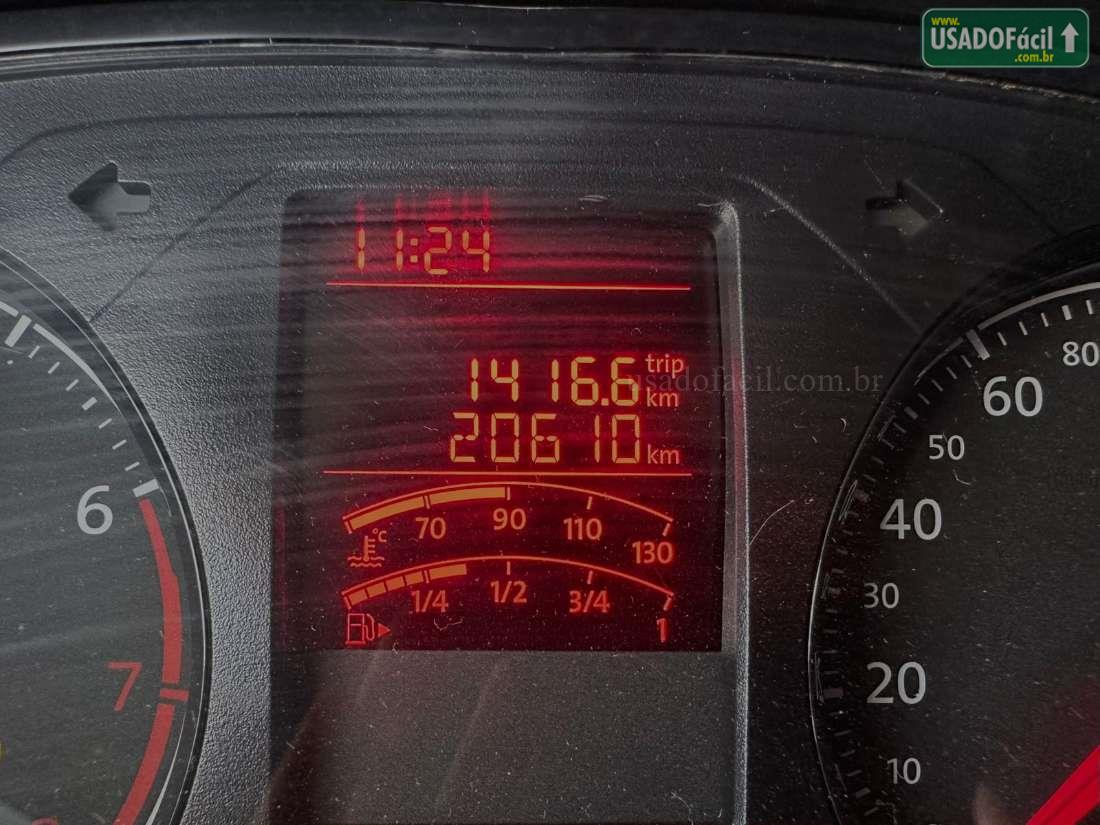 www.
USADOFácil
.com.br
11:24
1416.6 trip km
usadofacil.com.br
20610 km
70 90 110 130
°C
1/4 1/2 3/4 1
6
7
80
60
50
40
30
20
10